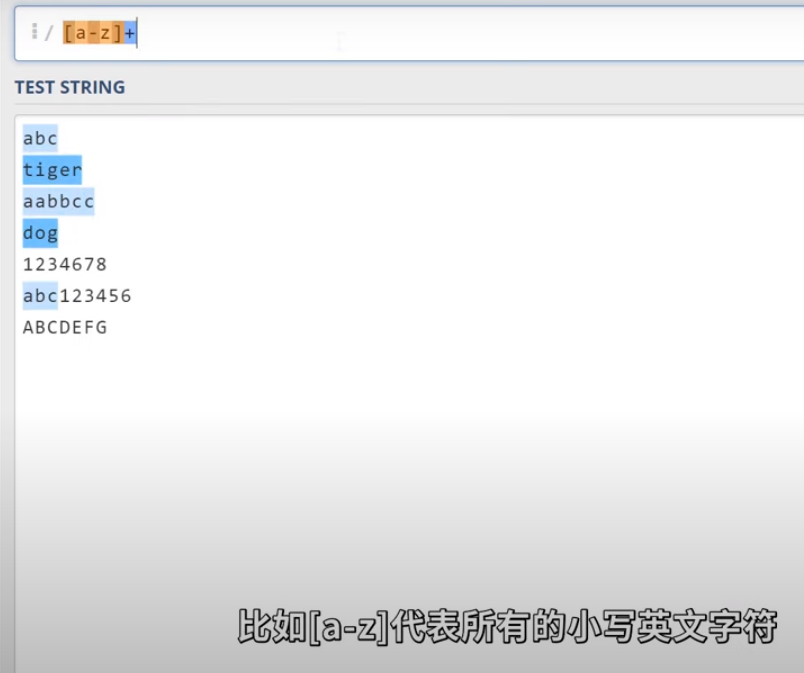 / [a-z]+
TEST STRING
abc
tiger
aabbcc
dog
1234678
abc123456
ABCDEFG
比如[a-z]代表所有的小写英文字符